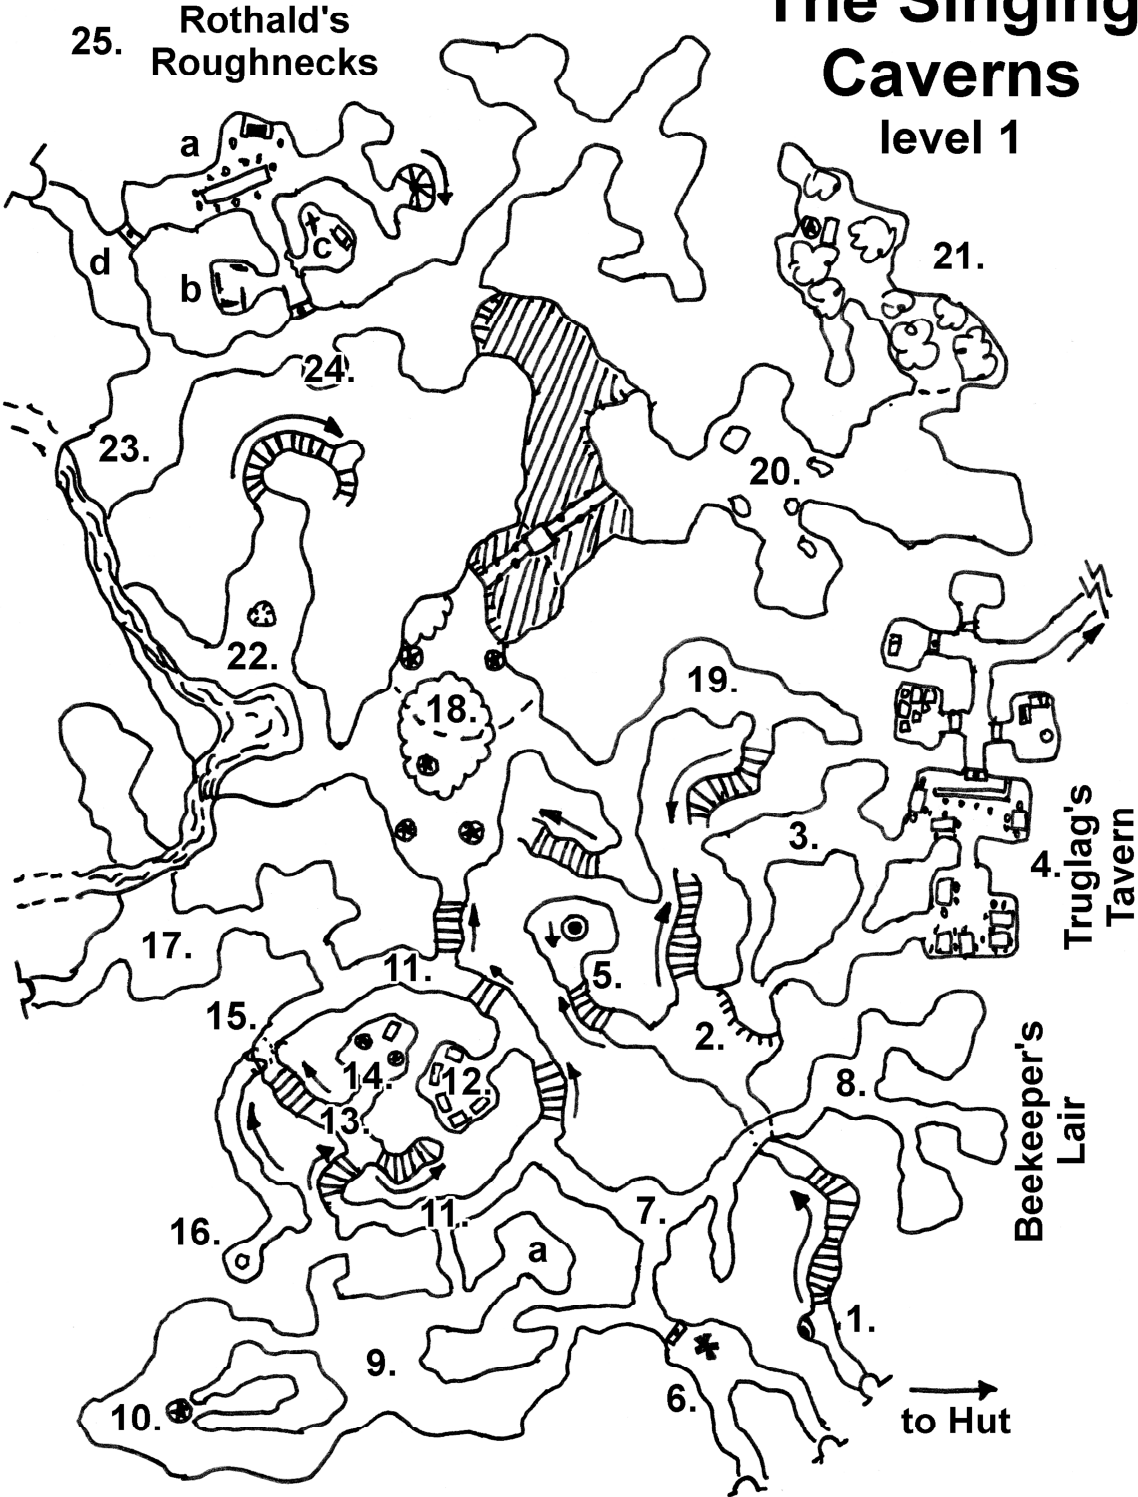 The Singing
Caverns
level 1
25.
Rothald's
Roughnecks
a
b
c
d
21.
24.
23.
20.
22.
18.
19.
3.
4.
Truglag's
Tavern
17.
11.
5.
15.
2.
14.
12.
8.
Beekeeper's
Lair
13.
11.
7.
16.
a
1.
9.
10.
6.
to Hut